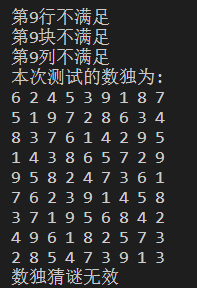 第9行不满足
第9块不满足
第9列不满足
本次测试的数独为:
6 2 4 5 3 9 1 8 7
5 1 9 7 2 8 6 3 4
8 3 7 6 1 4 2 9 5
1 4 3 8 6 5 7 2 9
9 5 8 2 4 7 3 6 1
7 6 2 3 9 1 4 5 8
3 7 1 9 5 6 8 4 2
4 9 6 1 8 2 5 7 3
2 8 5 4 7 3 9 1 3
数独猜谜无效